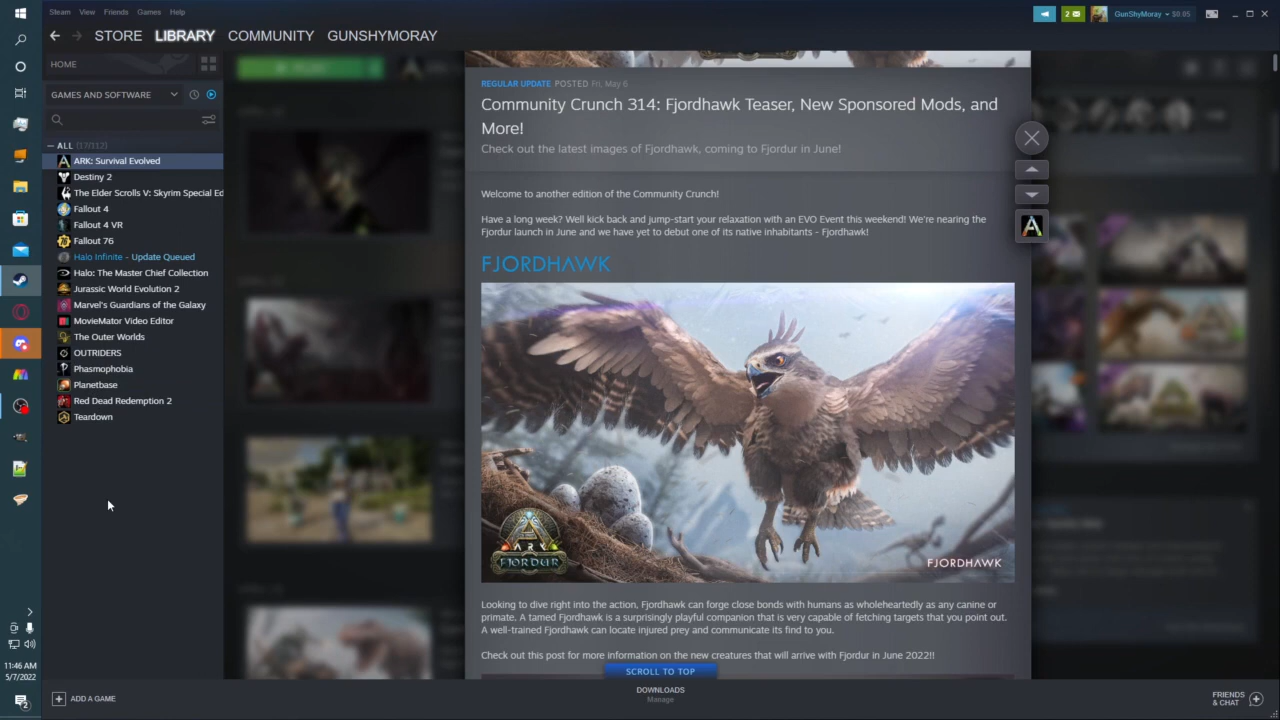 Steam View Friends Games Help
2
GunShyMoray $0.85
STORE LIBRARY COMMUNITY GUNSHYMORAY
HOME
GAMES AND SOFTWARE
ALL (17/112)
ARK: Survival Evolved
Destiny 2
The Elder Scrolls V: Skyrim Special Ed
Fallout 4
Fallout 4 VR
Fallout 76
Halo Infinite - Update Queued
Halo: The Master Chief Collection
Jurassic World Evolution 2
Marvel's Guardians of the Galaxy
MovieMator Video Editor
The Outer Worlds
OUTRIDERS
Phasmophobia
Planetbase
Red Dead Redemption 2
Teardown
REGULAR UPDATE POSTED Fri, May 6
Community Crunch 314: Fjordhawk Teaser, New Sponsored Mods, and
More!
Check out the latest images of Fjordhawk, coming to Fjordur in June!
Welcome to another edition of the Community Crunch!
Have a long week? Well kick back and jump-start your relaxation with an EVO Event this weekend! We're nearing the
Fjordur launch in June and we have yet to debut one of its native inhabitants - Fjordhawk!
FJORDHAWK
ARK
FJORDUR
FJORDHAWK
Looking to dive right into the action, Fjordhawk can forge close bonds with humans as wholeheartedly as any canine or
primate. A tamed Fjordhawk is a surprisingly playful companion that is very capable of fetching targets that you point out.
A well-trained Fjordhawk can locate injured prey and communicate its find to you.
Check out this post for more information on the new creatures that will arrive with Fjordur in June 2022!!
SCROLL TO TOP
11:46 AM
5/7/2022
2
ADD A GAME
DOWNLOADS
Manage
FRIENDS
& CHAT